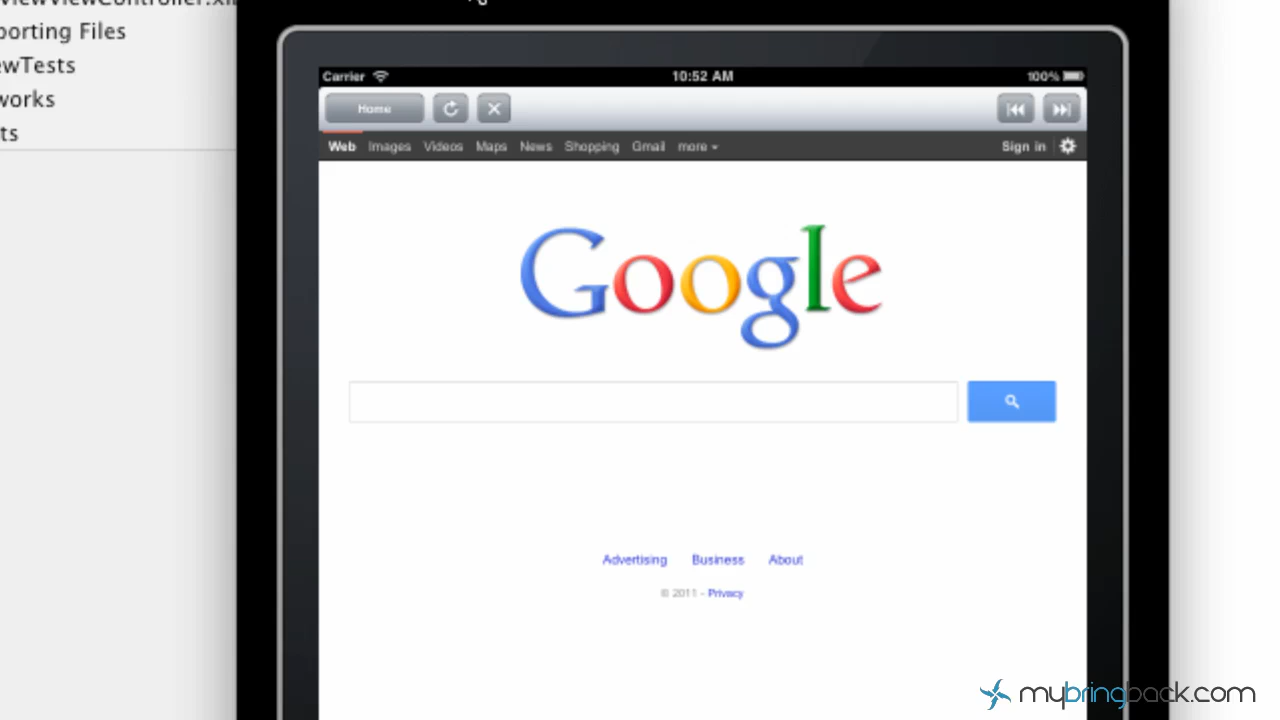 porting Files
ewTests
works
ts
Carrier
10:52 AM
100%
Home
Web Images Videos Maps News Shopping Gmail more
Sign in
Google
Advertising Business About
© 2011 - Privacy
mybringback.com